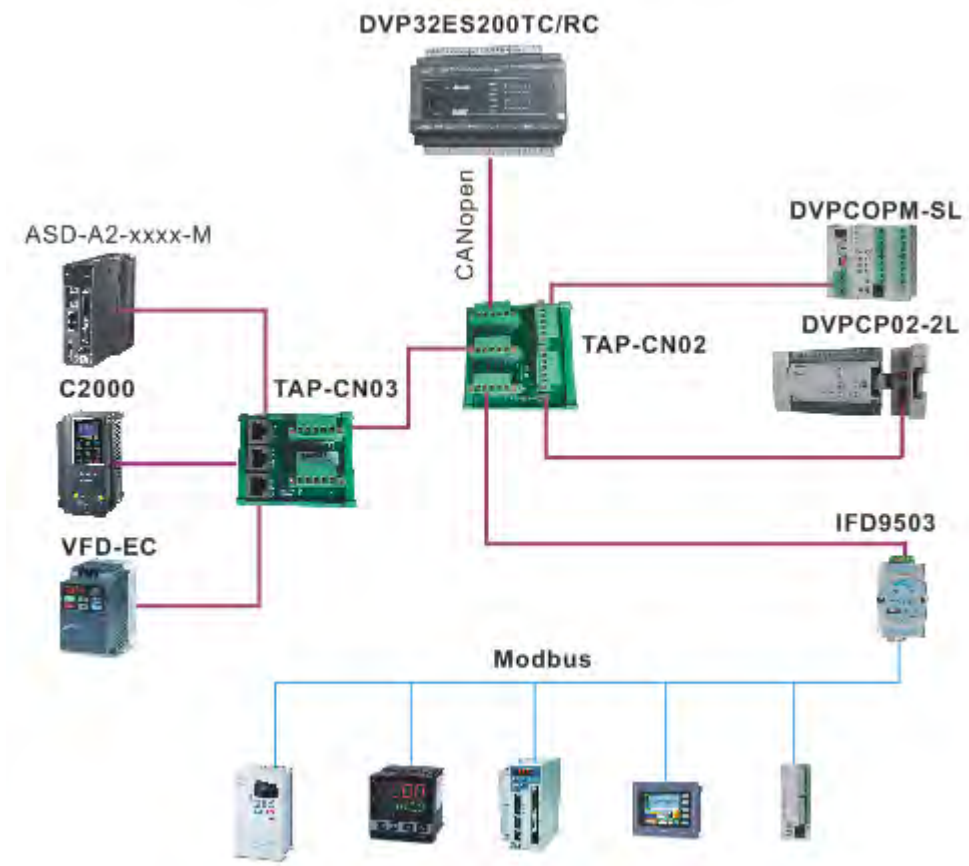 DVP32ES200TC/RC
CANopen
DVPCOPM-SL
ASD-A2-xxxx-M
DVPCP02-2L
TAP-CN02
C2000
TAP-CN03
IFD9503
VFD-EC
Modbus